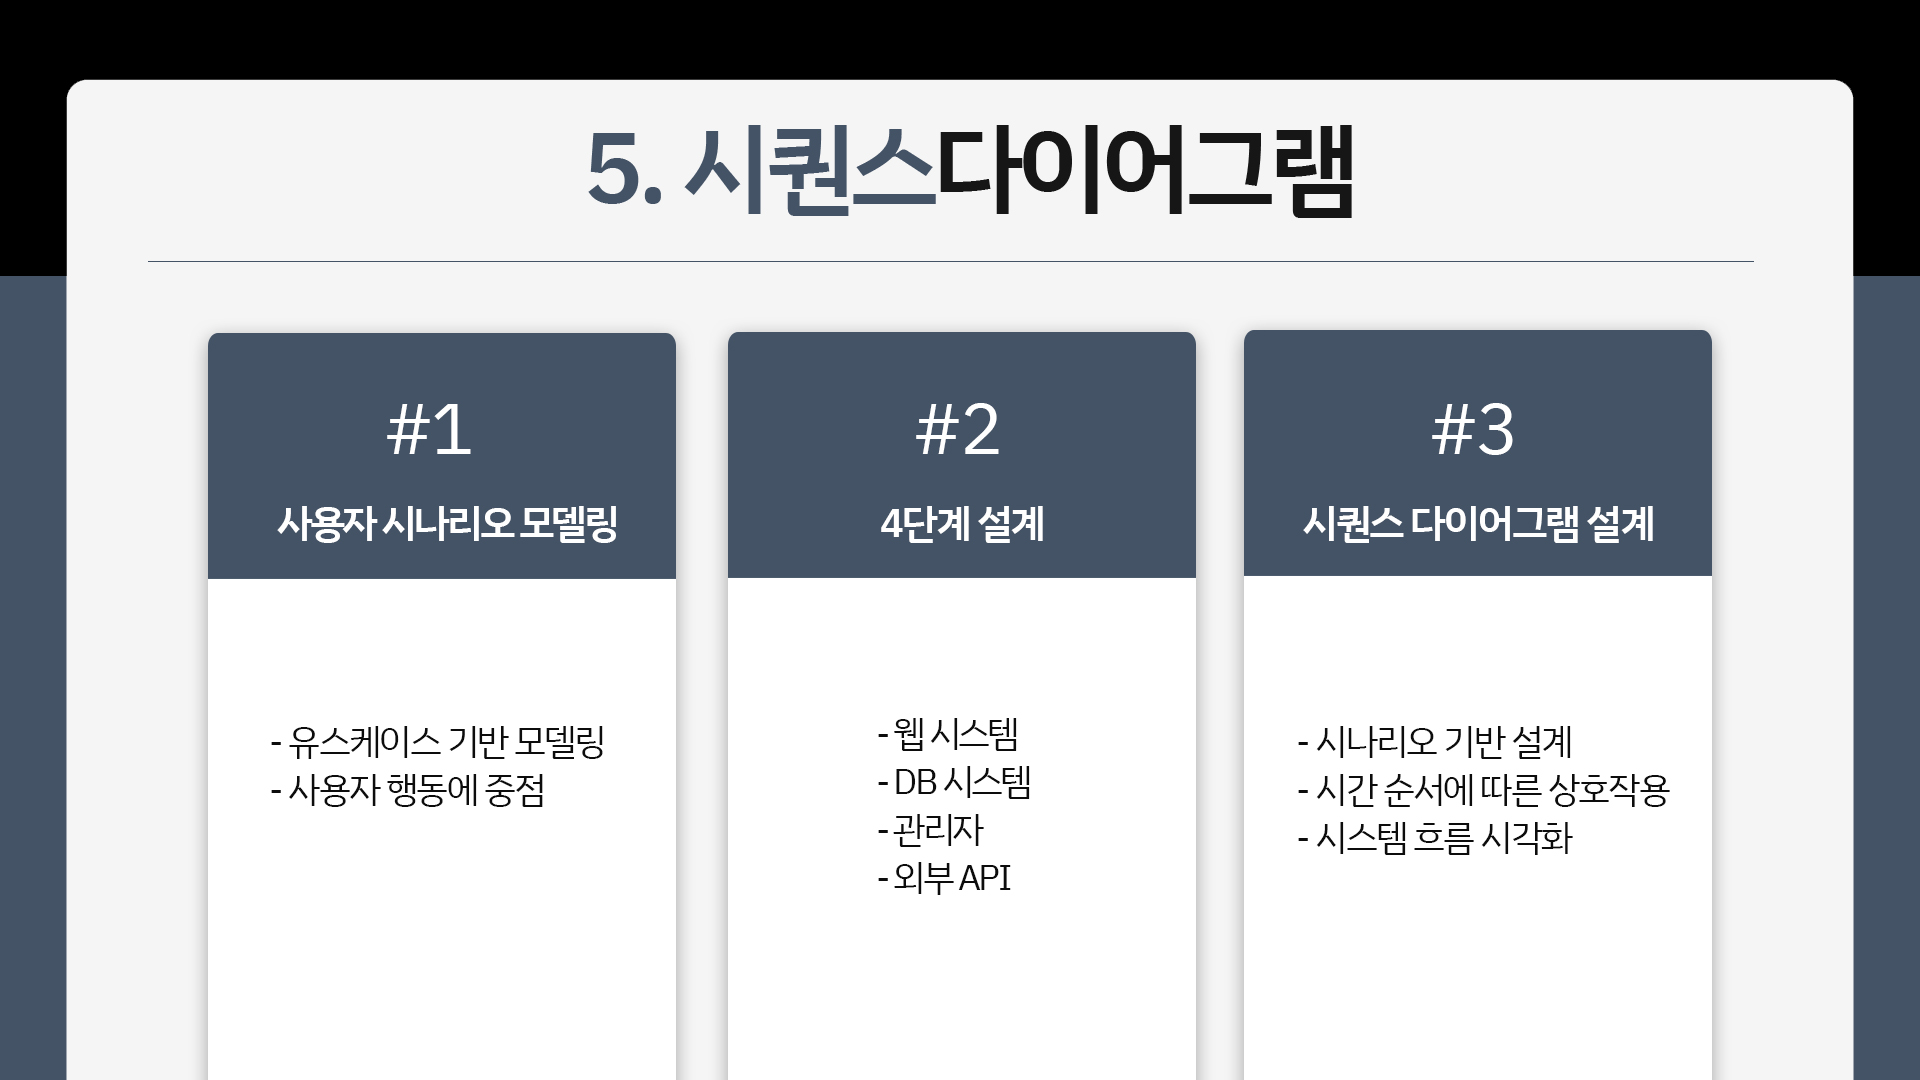 5. 시퀀스다이어그램
#1
사용자 시나리오 모델링
- 유스케이스 기반 모델링
- 사용자 행동에 중점
#2
4단계 설계
- 웹 시스템
- DB 시스템
- 관리자
- 외부 API
#3
시퀀스 다이어그램 설계
- 시나리오 기반 설계
- 시간 순서에 따른 상호작용
- 시스템 흐름 시각화